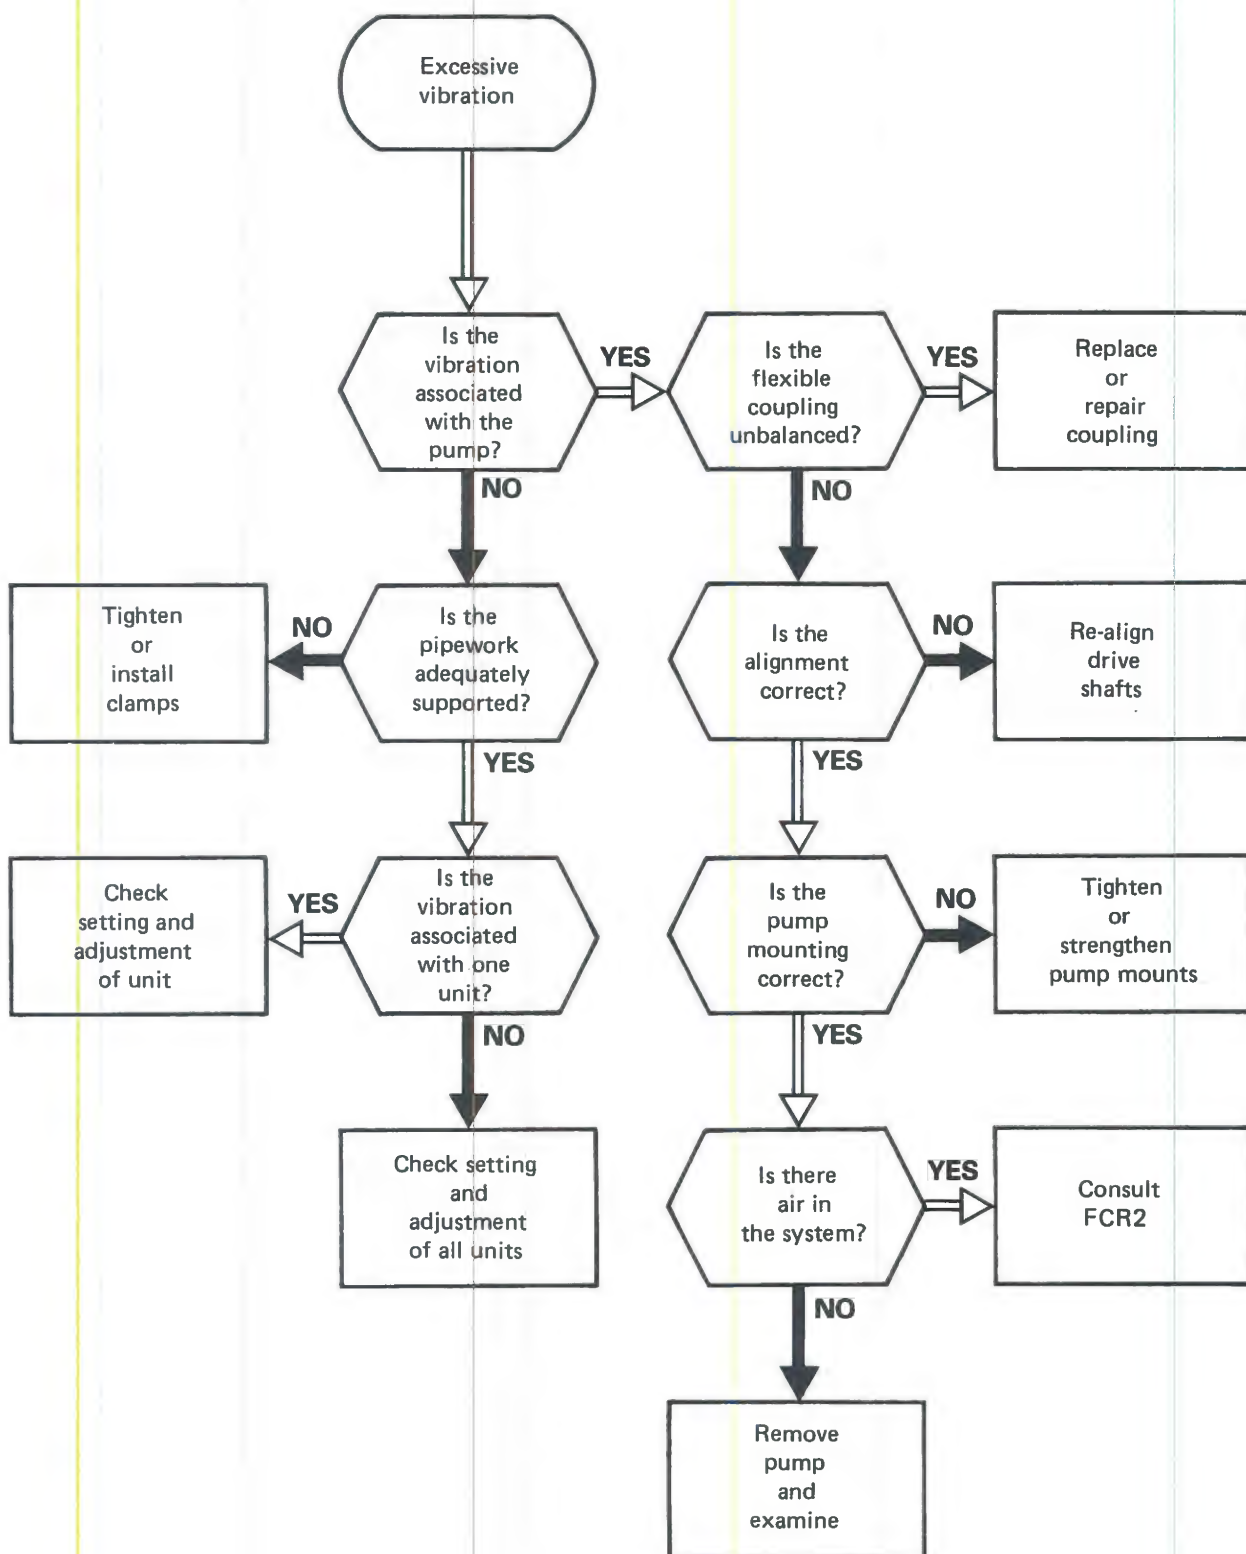 Excessive
vibration
Is the
vibration
associated
with the
pump?
YES
Is the
flexible
coupling
unbalanced?
YES
Replace
or
repair
coupling
NO
NO
Tighten
or
install
clamps
NO
Is the
pipework
adequately
supported?
Is the
alignment
correct?
NO
Re-align
drive
shafts
YES
YES
Check
setting and
adjustment
of unit
YES
Is the
vibration
associated
with one
unit?
Is the
pump
mounting
correct?
NO
Tighten
or
strengthen
pump mounts
NO
YES
Check setting
and
adjustment
of all units
Is there
air in
the system?
YES
Consult
FCR2
NO
Remove
pump
and
examine